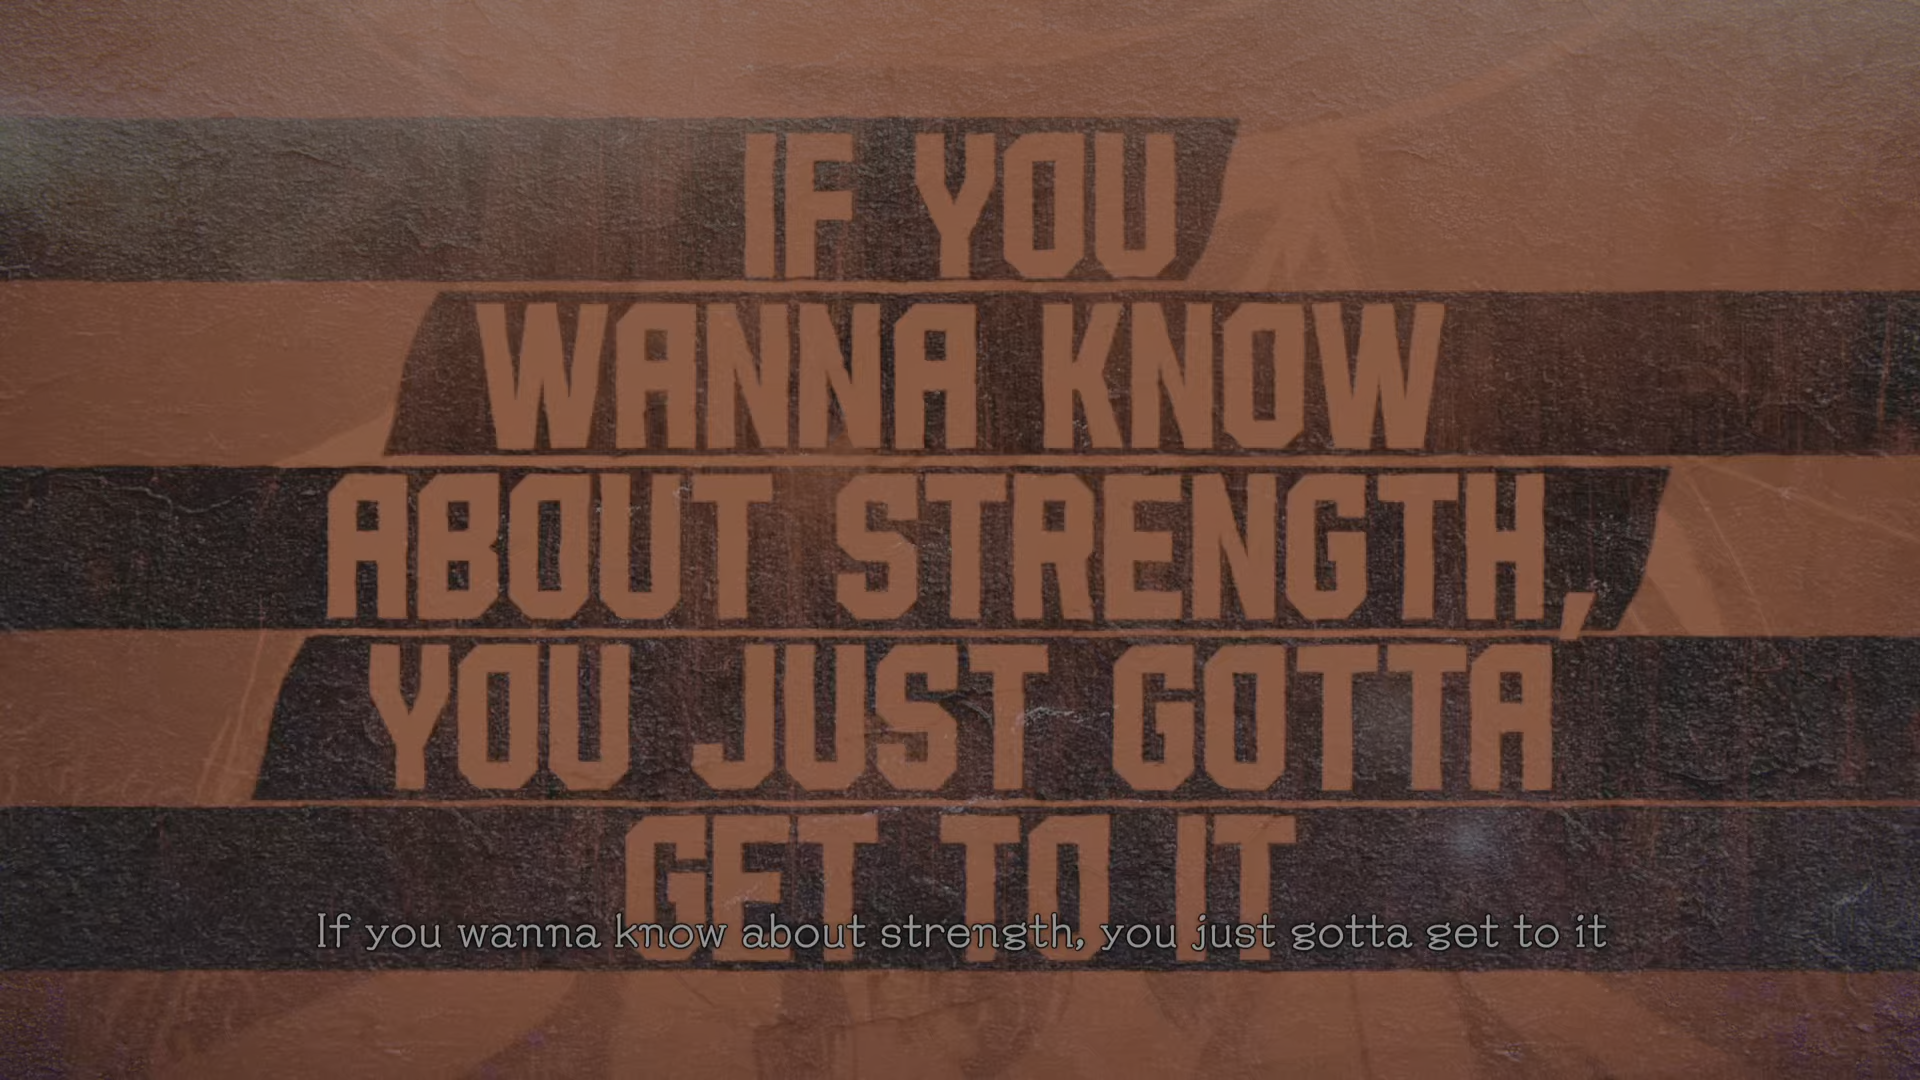 IF YOU
WANNA KNOW
ABOUT STRENGTH,
YOU JUST GOTTA
GET TO IT
If you wanna know about strength, you just gotta get to it